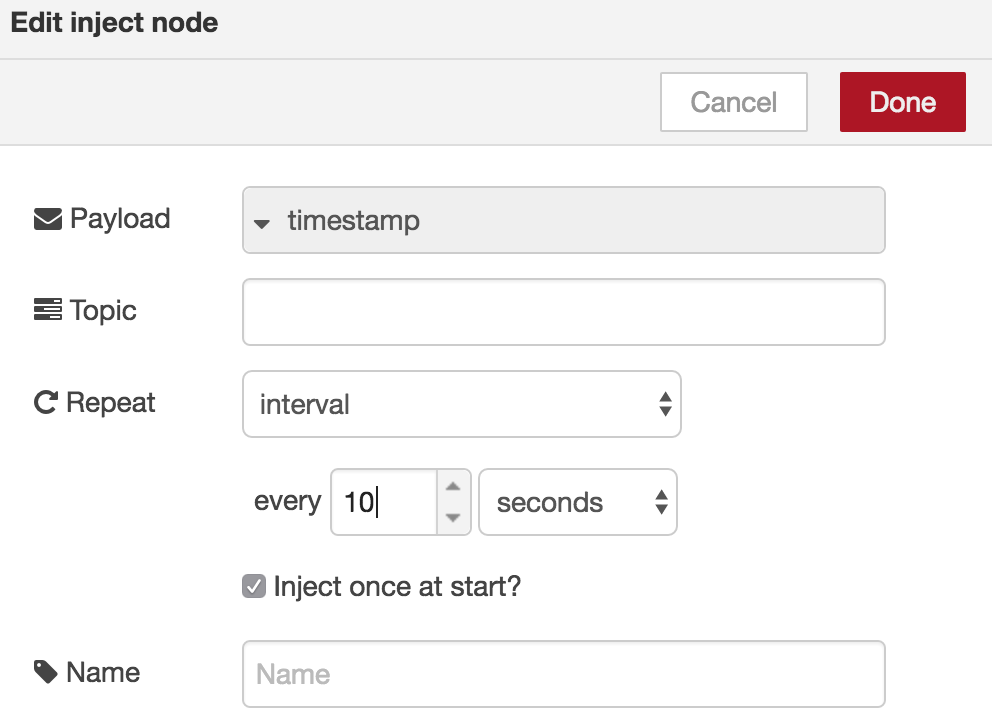 Edit inject node
Cancel Done
Payload timestamp
Topic
Repeat interval
every 10 seconds
Inject once at start?
Name Name